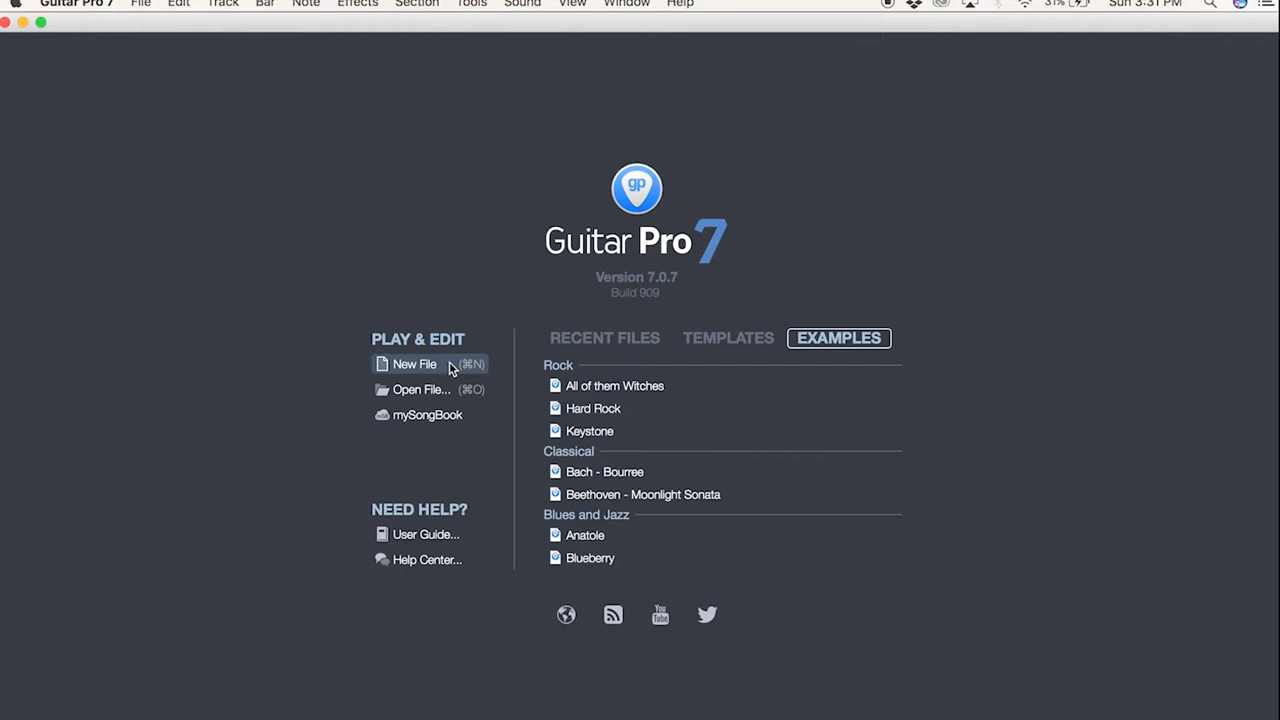 Guitar Pro 7 File Edit Track Bar Note Effects Section Tools Sound View Window Help 31% Sun 3:31 PM
gp
Guitar Pro 7
Version 7.0.7
Build 909
PLAY & EDIT
New File (⌘N)
Open File... (⌘O)
mySongBook
NEED HELP?
User Guide...
Help Center...
RECENT FILES TEMPLATES EXAMPLES
Rock
All of them Witches
Hard Rock
Keystone
Classical
Bach - Bourree
Beethoven - Moonlight Sonata
Blues and Jazz
Anatole
Blueberry
You
Tube